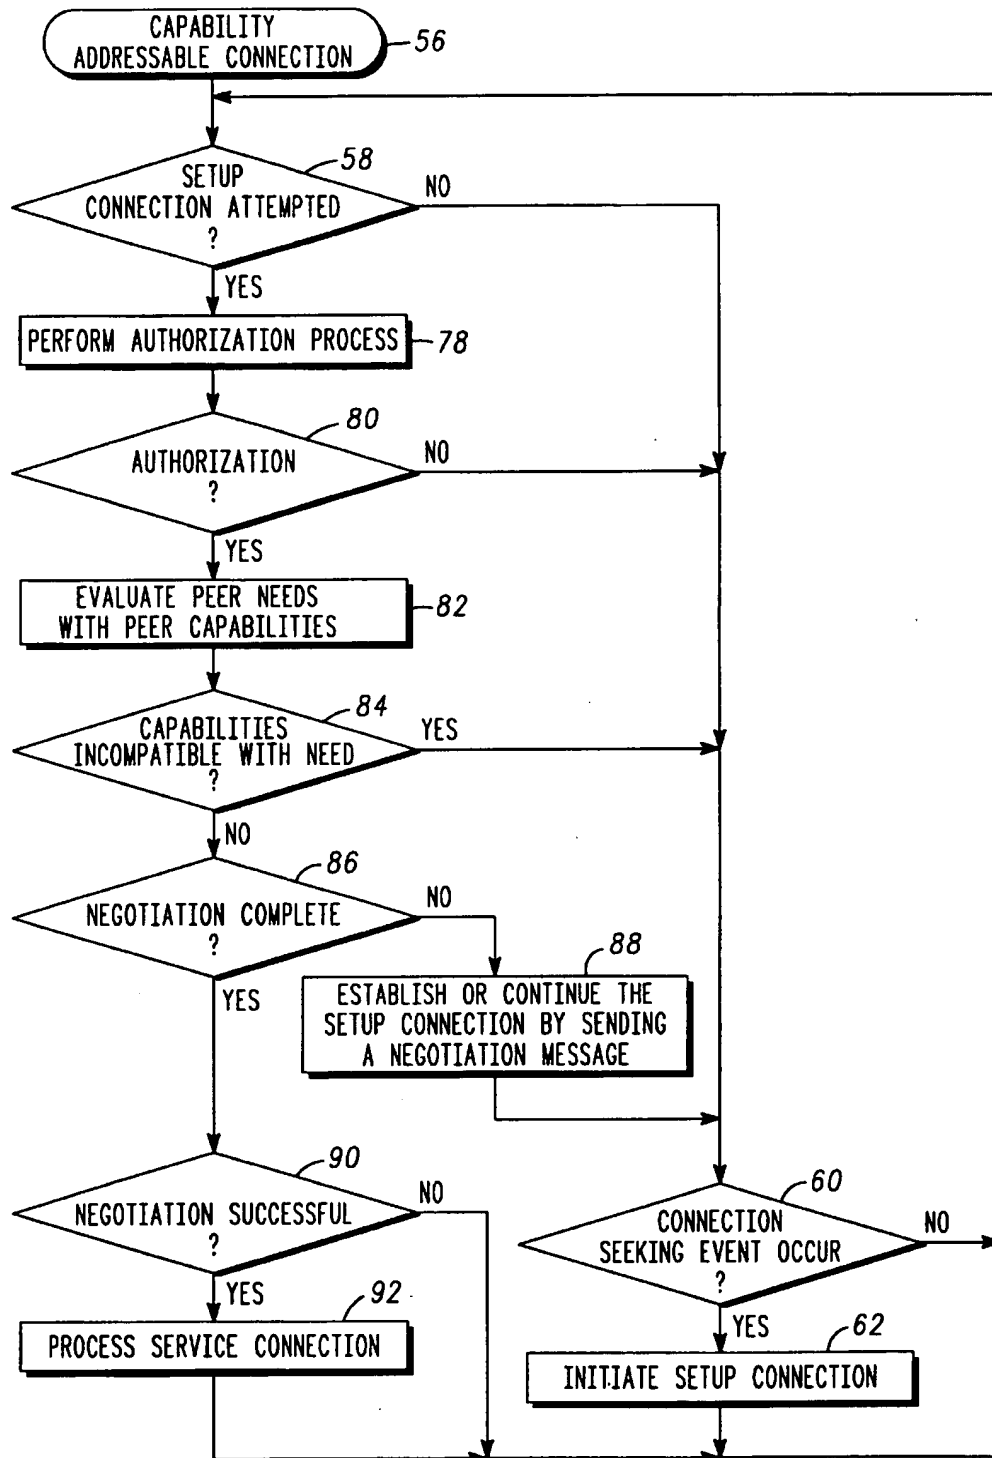 CAPABILITY
ADDRESSABLE CONNECTION
56
58
SETUP
CONNECTION ATTEMPTED
?
NO
YES
PERFORM AUTHORIZATION PROCESS
78
80
AUTHORIZATION
?
NO
YES
EVALUATE PEER NEEDS
WITH PEER CAPABILITIES
82
84
CAPABILITIES
INCOMPATIBLE WITH NEED
?
YES
NO
86
NEGOTIATION COMPLETE
?
NO
YES
88
ESTABLISH OR CONTINUE THE
SETUP CONNECTION BY SENDING
A NEGOTIATION MESSAGE
90
NEGOTIATION SUCCESSFUL
?
NO
YES
60
CONNECTION
SEEKING EVENT OCCUR
?
NO
YES
92
PROCESS SERVICE CONNECTION
62
INITIATE SETUP CONNECTION